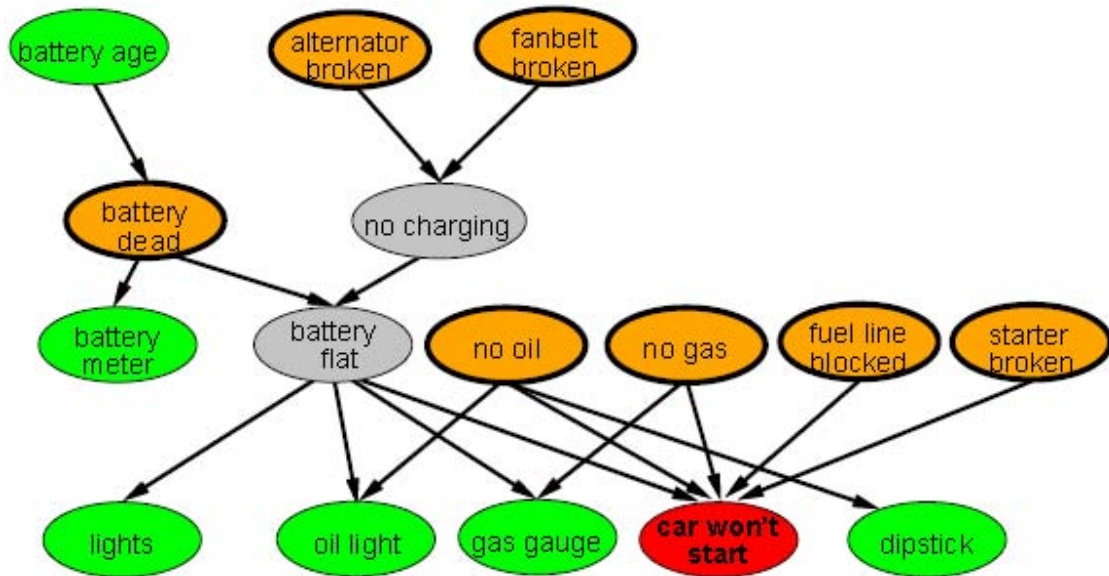 battery age
alternator
broken
fanbelt
broken
battery
dead
no charging
battery
meter
battery
flat
no oil
no gas
fuel line
blocked
starter
broken
lights
oil light
gas gauge
car won't
start
dipstick